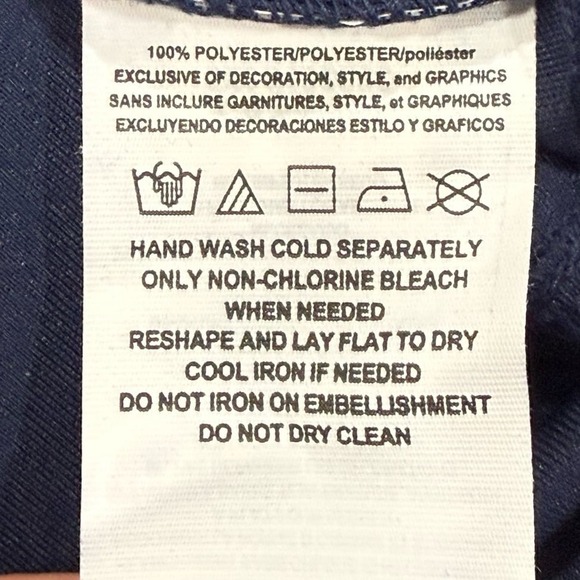 100% POLYESTER/POLYESTER/poliéster
EXCLUSIVE OF DECORATION, STYLE, and GRAPHICS
SANS INCLURE GARNITURES, STYLE, et GRAPHIQUES
EXCLUYENDO DECORACIONES ESTILO Y GRAFICOS
HAND WASH COLD SEPARATELY
ONLY NON-CHLORINE BLEACH
WHEN NEEDED
RESHAPE AND LAY FLAT TO DRY
COOL IRON IF NEEDED
DO NOT IRON ON EMBELLISHMENT
DO NOT DRY CLEAN